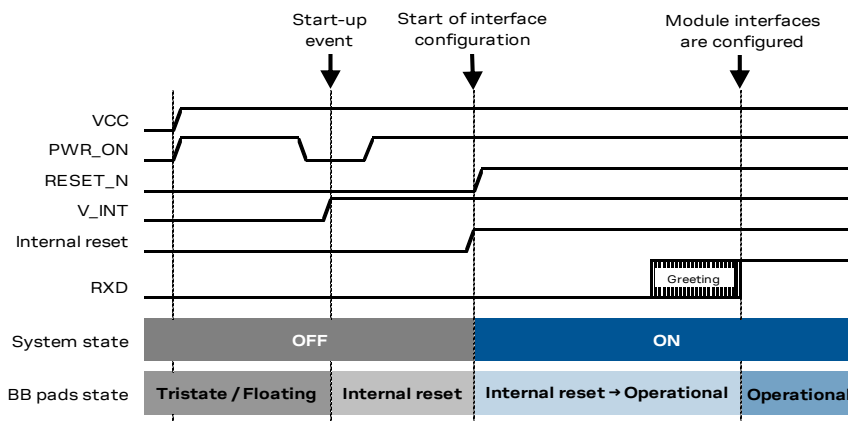 Start-up
event
Start of interface
configuration
Module interfaces
are configured
VCC
PWR_ON
RESET_N
V_INT
Internal reset
RXD
Greeting
System state
OFF
ON
BB pads state
Tristate / Floating
Internal reset
Internal reset → Operational
Operational